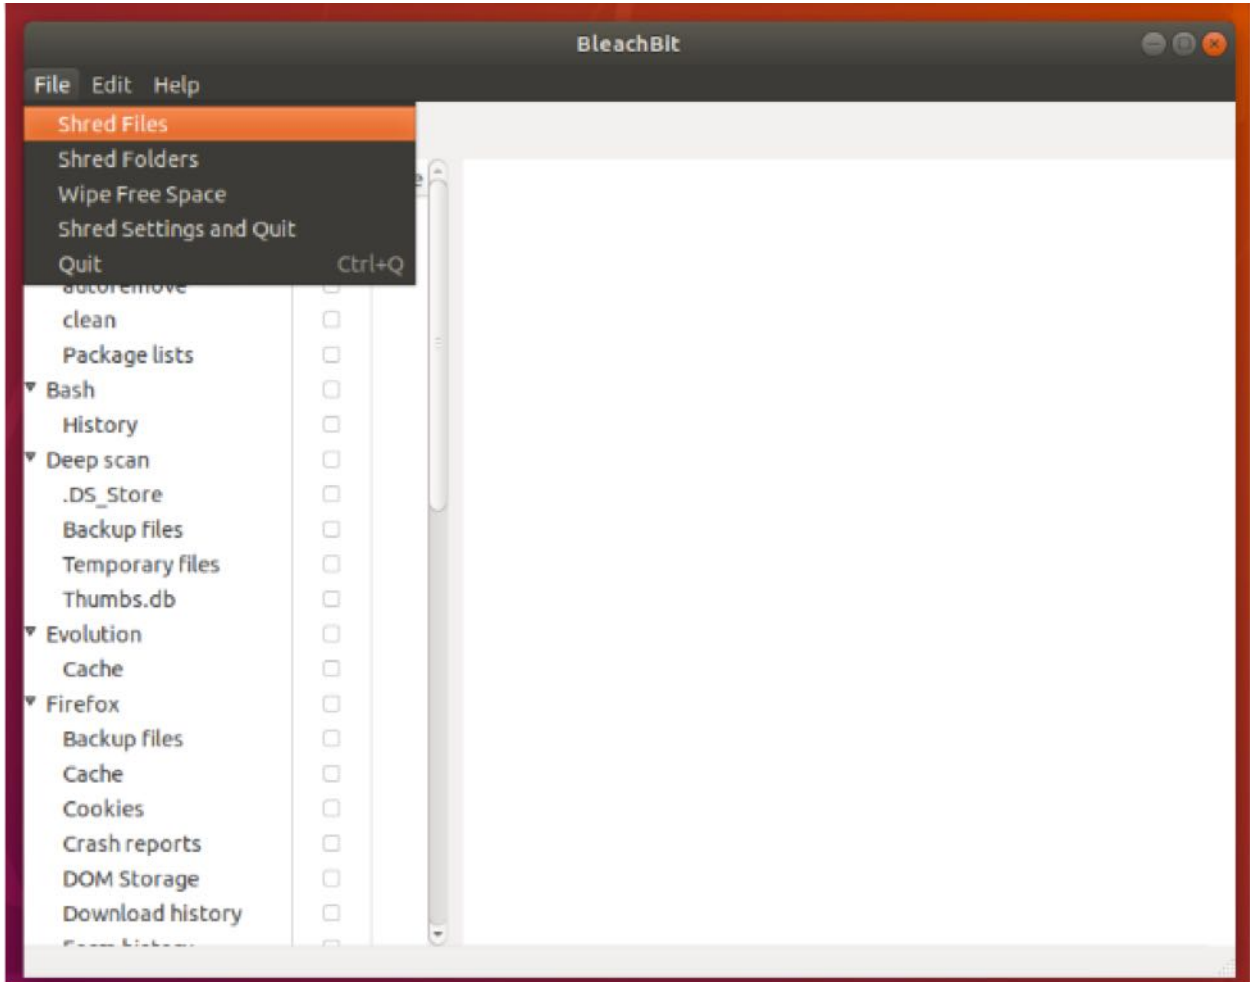 BleachBit
File Edit Help
Shred Files
Shred Folders
Wipe Free Space
Shred Settings and Quit
Quit Ctrl+Q
autoremove
clean
Package lists
Bash
History
Deep scan
.DS_Store
Backup files
Temporary files
Thumbs.db
Evolution
Cache
Firefox
Backup files
Cache
Cookies
Crash reports
DOM Storage
Download history